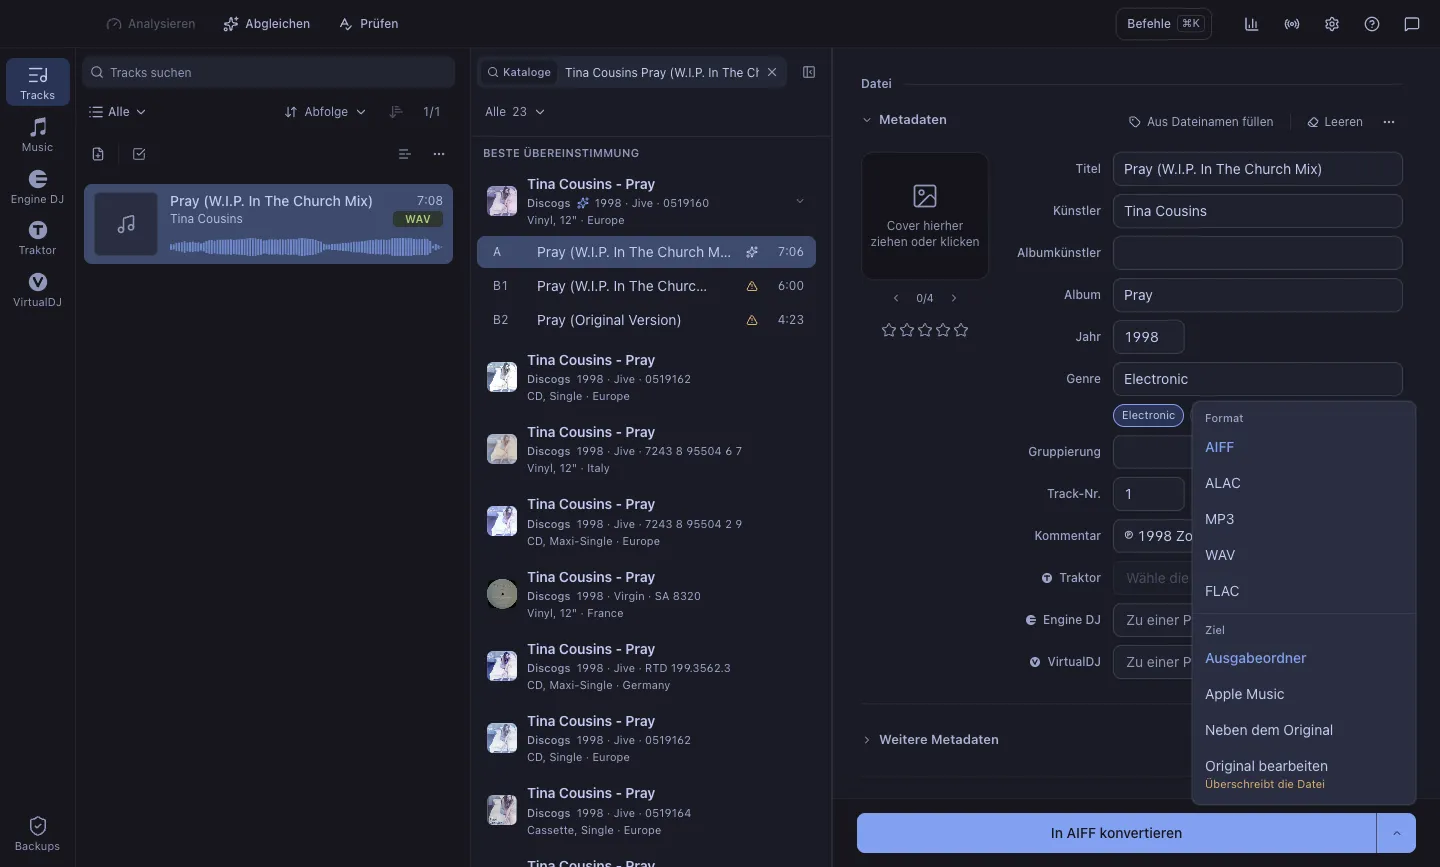 Analysieren
Abgleichen
Prüfen
Befehle ⌘K
Tracks
Music
Engine DJ
Traktor
VirtualDJ
Backups
Tracks suchen
Alle
Abfolge
1/1
Pray (W.I.P. In The Church Mix) 7:08
Tina Cousins WAV
Kataloge Tina Cousins Pray (W.I.P. In The Ch
Alle 23
BESTE ÜBEREINSTIMMUNG
Tina Cousins - Pray
Discogs 1998 · Jive · 0519160
Vinyl, 12" · Europe
A Pray (W.I.P. In The Church M... 7:06
B1 Pray (W.I.P. In The Churc... 6:00
B2 Pray (Original Version) 4:23
Tina Cousins - Pray
Discogs 1998 · Jive · 0519162
CD, Single · Europe
Tina Cousins - Pray
Discogs 1998 · Jive · 7243 8 95504 6 7
Vinyl, 12" · Italy
Tina Cousins - Pray
Discogs 1998 · Jive · 7243 8 95504 2 9
CD, Maxi-Single · Europe
Tina Cousins - Pray
Discogs 1998 · Virgin · SA 8320
Vinyl, 12" · France
Tina Cousins - Pray
Discogs 1998 · Jive · RTD 199.3562.3
CD, Maxi-Single · Germany
Tina Cousins - Pray
Discogs 1998 · Jive · 0519162
CD, Single · Europe
Tina Cousins - Pray
Discogs 1998 · Jive · 0519164
Cassette, Single · Europe
Tina Cousins - Pray
Datei
Metadaten
Aus Dateinamen füllen
Leeren
Cover hierher
ziehen oder klicken
0/4
Titel Pray (W.I.P. In The Church Mix)
Künstler Tina Cousins
Albumkünstler
Album Pray
Jahr 1998
Genre Electronic
Electronic
Gruppierung
Track-Nr. 1
Kommentar ℗ 1998 Zo
Traktor Wähle die
Engine DJ Zu einer P
VirtualDJ Zu einer P
Weitere Metadaten
Format
AIFF
ALAC
MP3
WAV
FLAC
Ziel
Ausgabeordner
Apple Music
Neben dem Original
Original bearbeiten
Überschreibt die Datei
In AIFF konvertieren